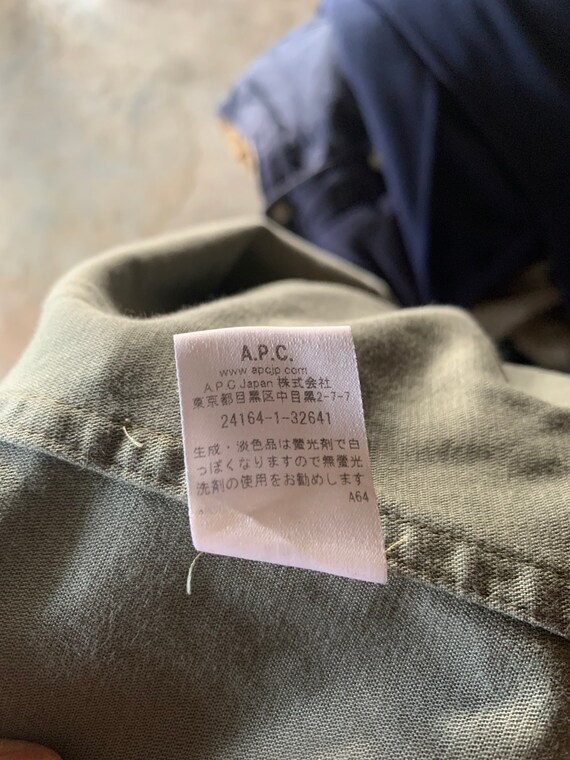 A.P.C.
www.apcjp.com
A P C Japan 株式会社
東京都目黒区中目黒2-7-7
24164-1-32641
生成・淡色品は螢光剤で白
っぽくなりますので無螢光
洗剤の使用をお勧めします
A64